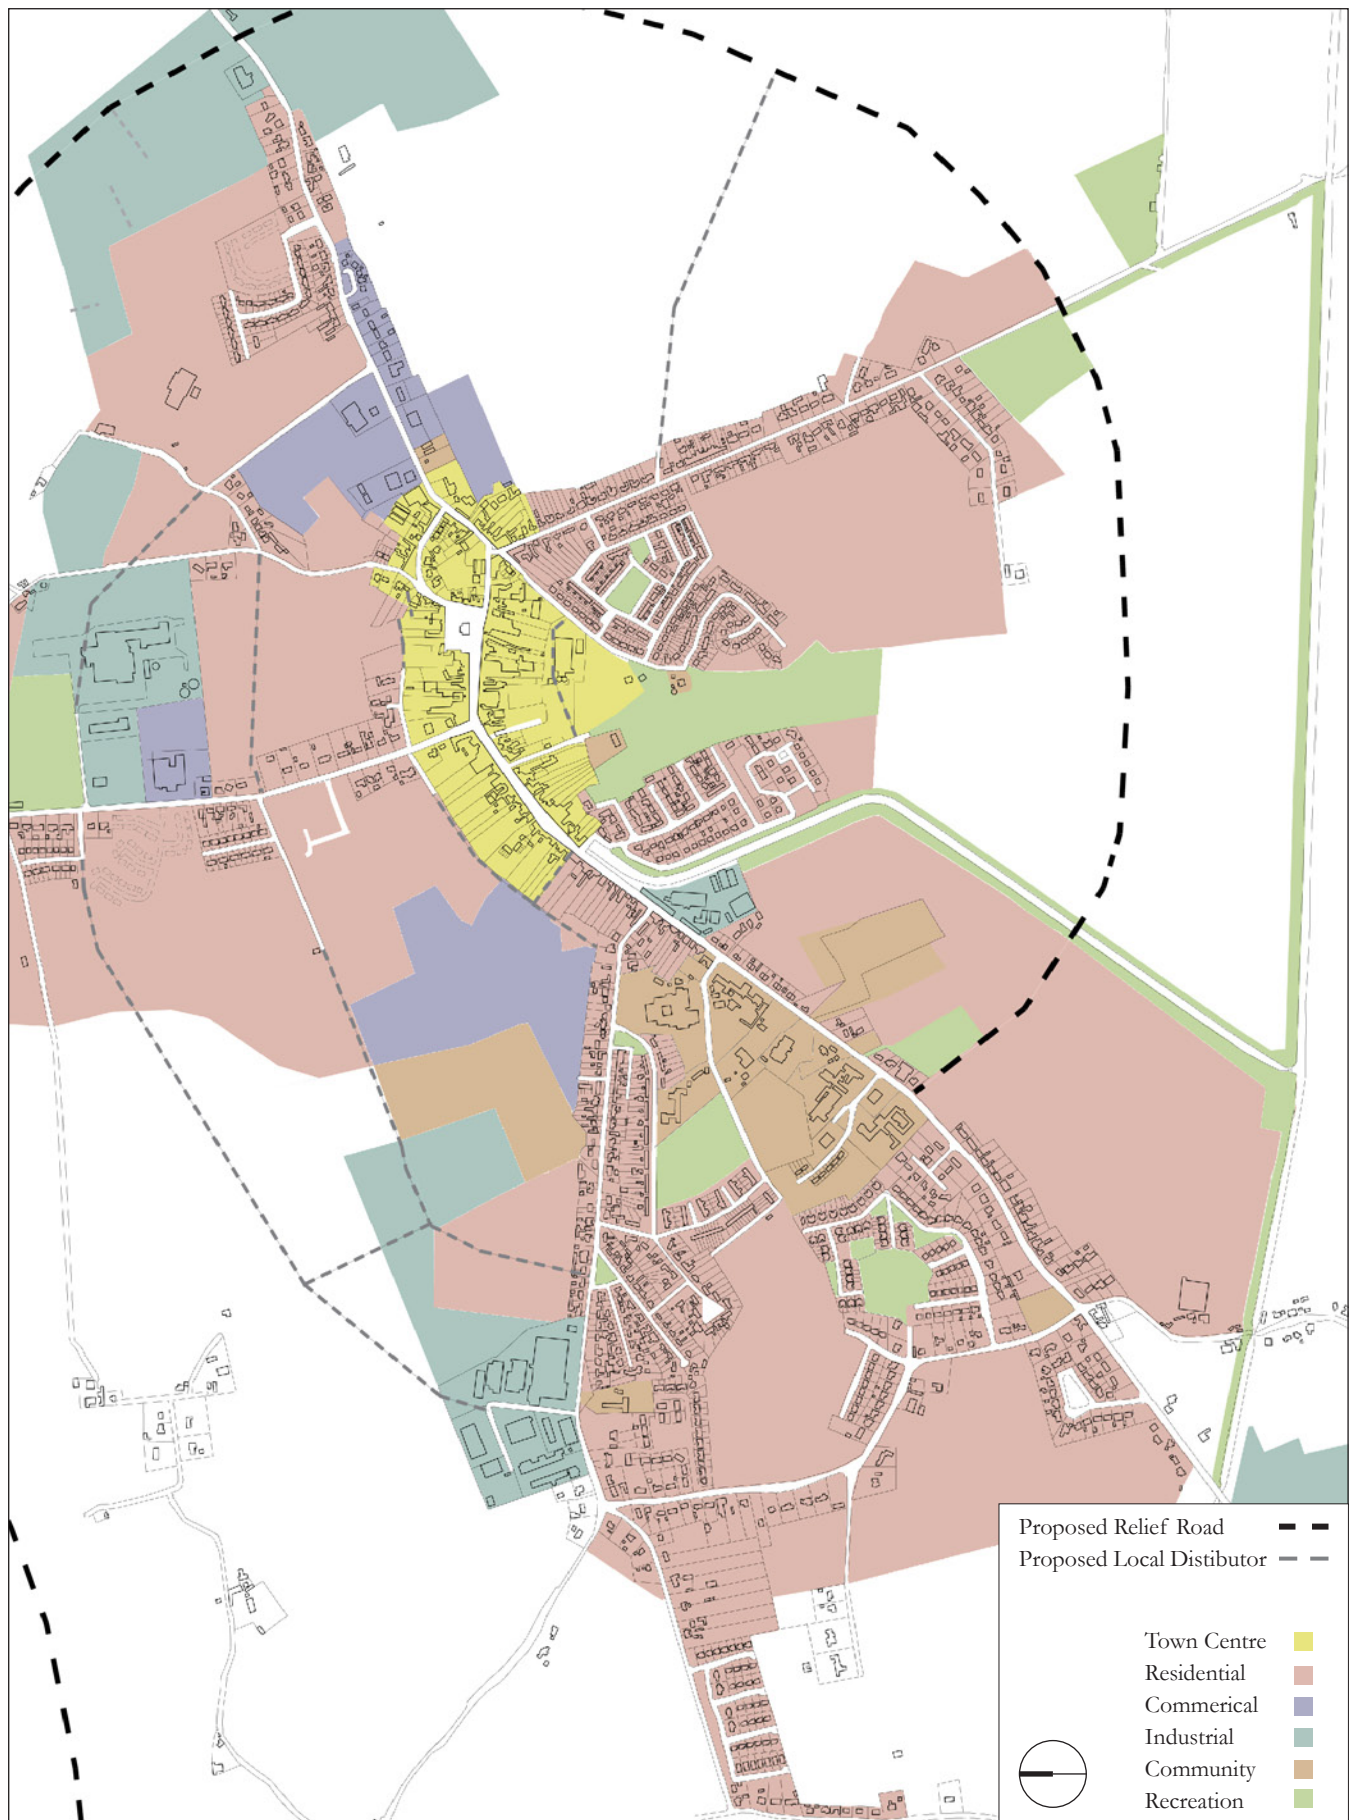 Proposed Relief Road
Proposed Local Distibutor
Town Centre
Residential
Commerical
Industrial
Community
Recreation